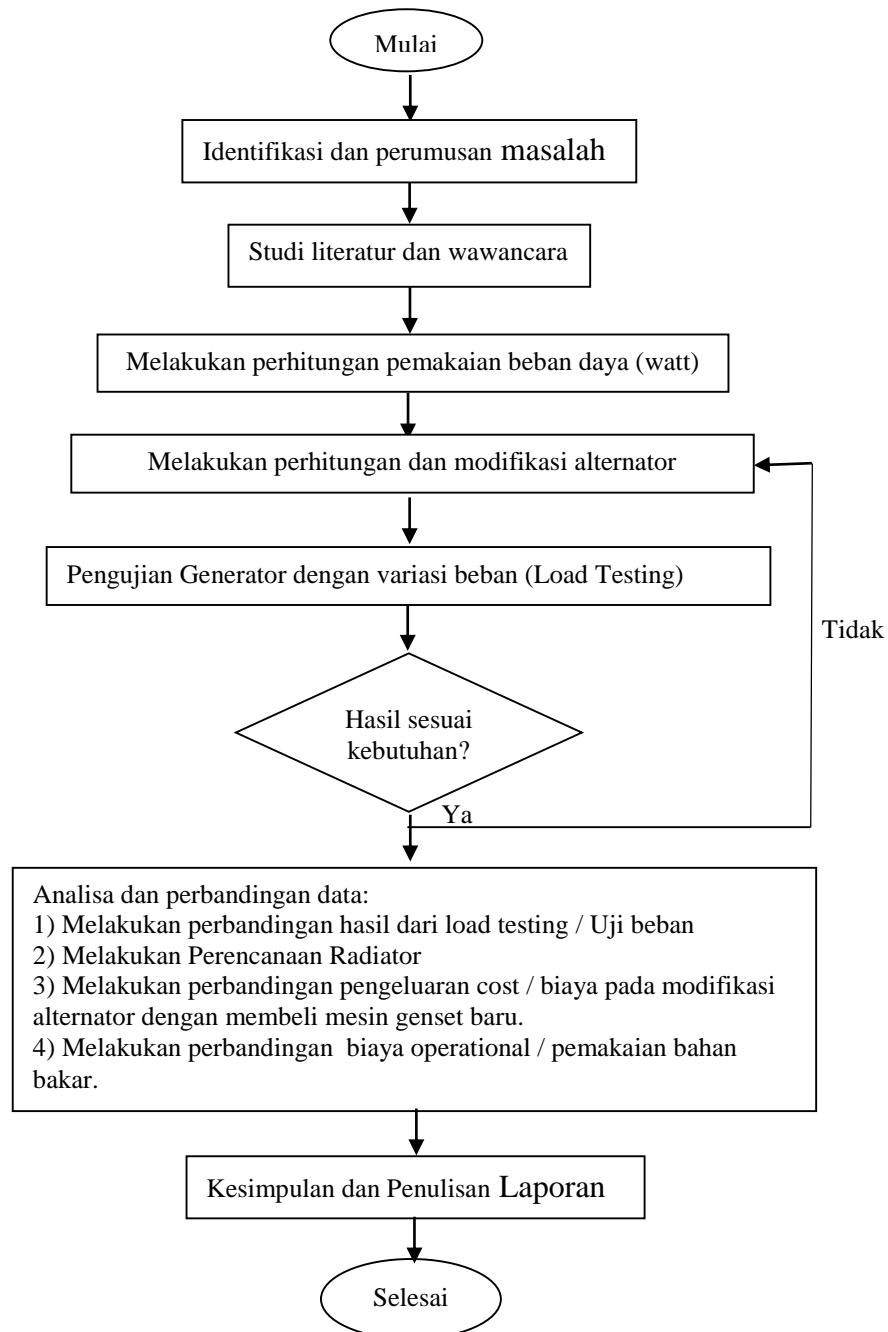 Mulai
Identifikasi dan perumusan masalah
Studi literatur dan wawancara
Melakukan perhitungan pemakaian beban daya (watt)
Melakukan perhitungan dan modifikasi alternator
Pengujian Generator dengan variasi beban (Load Testing)
Tidak
Hasil sesuai
kebutuhan?
Ya
Analisa dan perbandingan data:
1) Melakukan perbandingan hasil dari load testing / Uji beban
2) Melakukan Perencanaan Radiator
3) Melakukan perbandingan pengeluaran cost / biaya pada modifikasi
alternator dengan membeli mesin genset baru.
4) Melakukan perbandingan  biaya operational / pemakaian bahan
bakar.
Kesimpulan dan Penulisan Laporan
Selesai